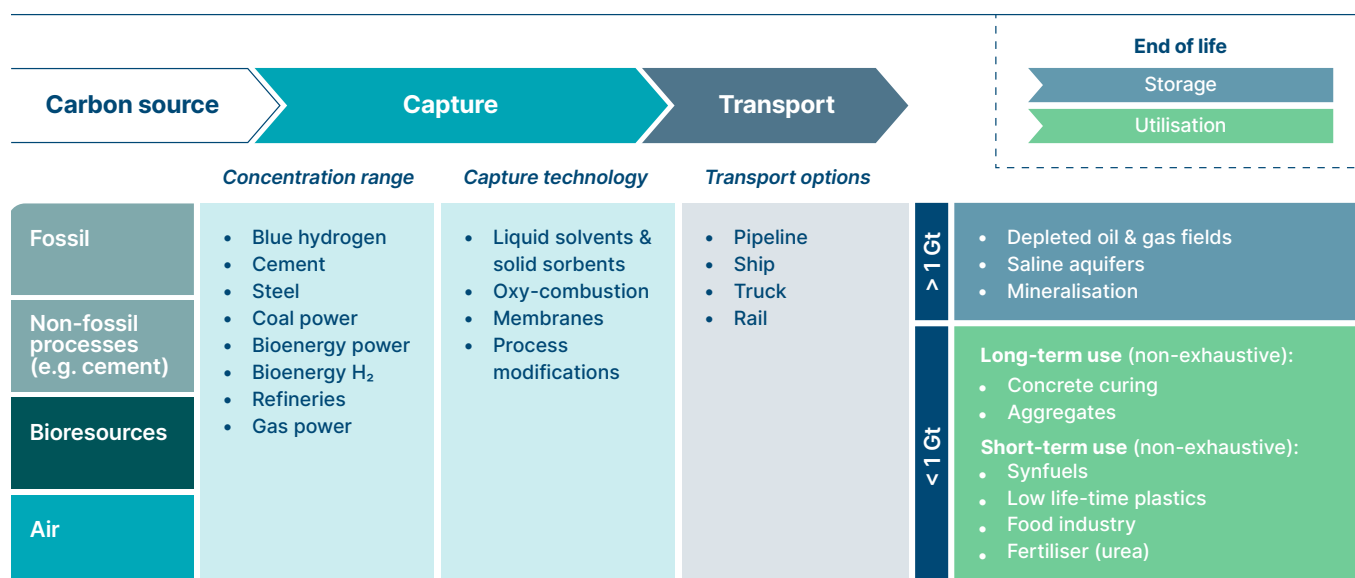 Carbon source
Capture
Transport
End of life
Storage
Utilisation
Concentration range
Capture technology
Transport options
Fossil
Non-fossil
processes
(e.g. cement)
Bioresources
Air
• Blue hydrogen
• Cement
• Steel
• Coal power
• Bioenergy power
• Bioenergy H₂
• Refineries
• Gas power
• Liquid solvents &
solid sorbents
• Oxy-combustion
• Membranes
• Process
modifications
• Pipeline
• Ship
• Truck
• Rail
> 1 Gt
• Depleted oil & gas fields
• Saline aquifers
• Mineralisation
< 1 Gt
Long-term use (non-exhaustive):
• Concrete curing
• Aggregates
Short-term use (non-exhaustive):
• Synfuels
• Low life-time plastics
• Food industry
• Fertiliser (urea)